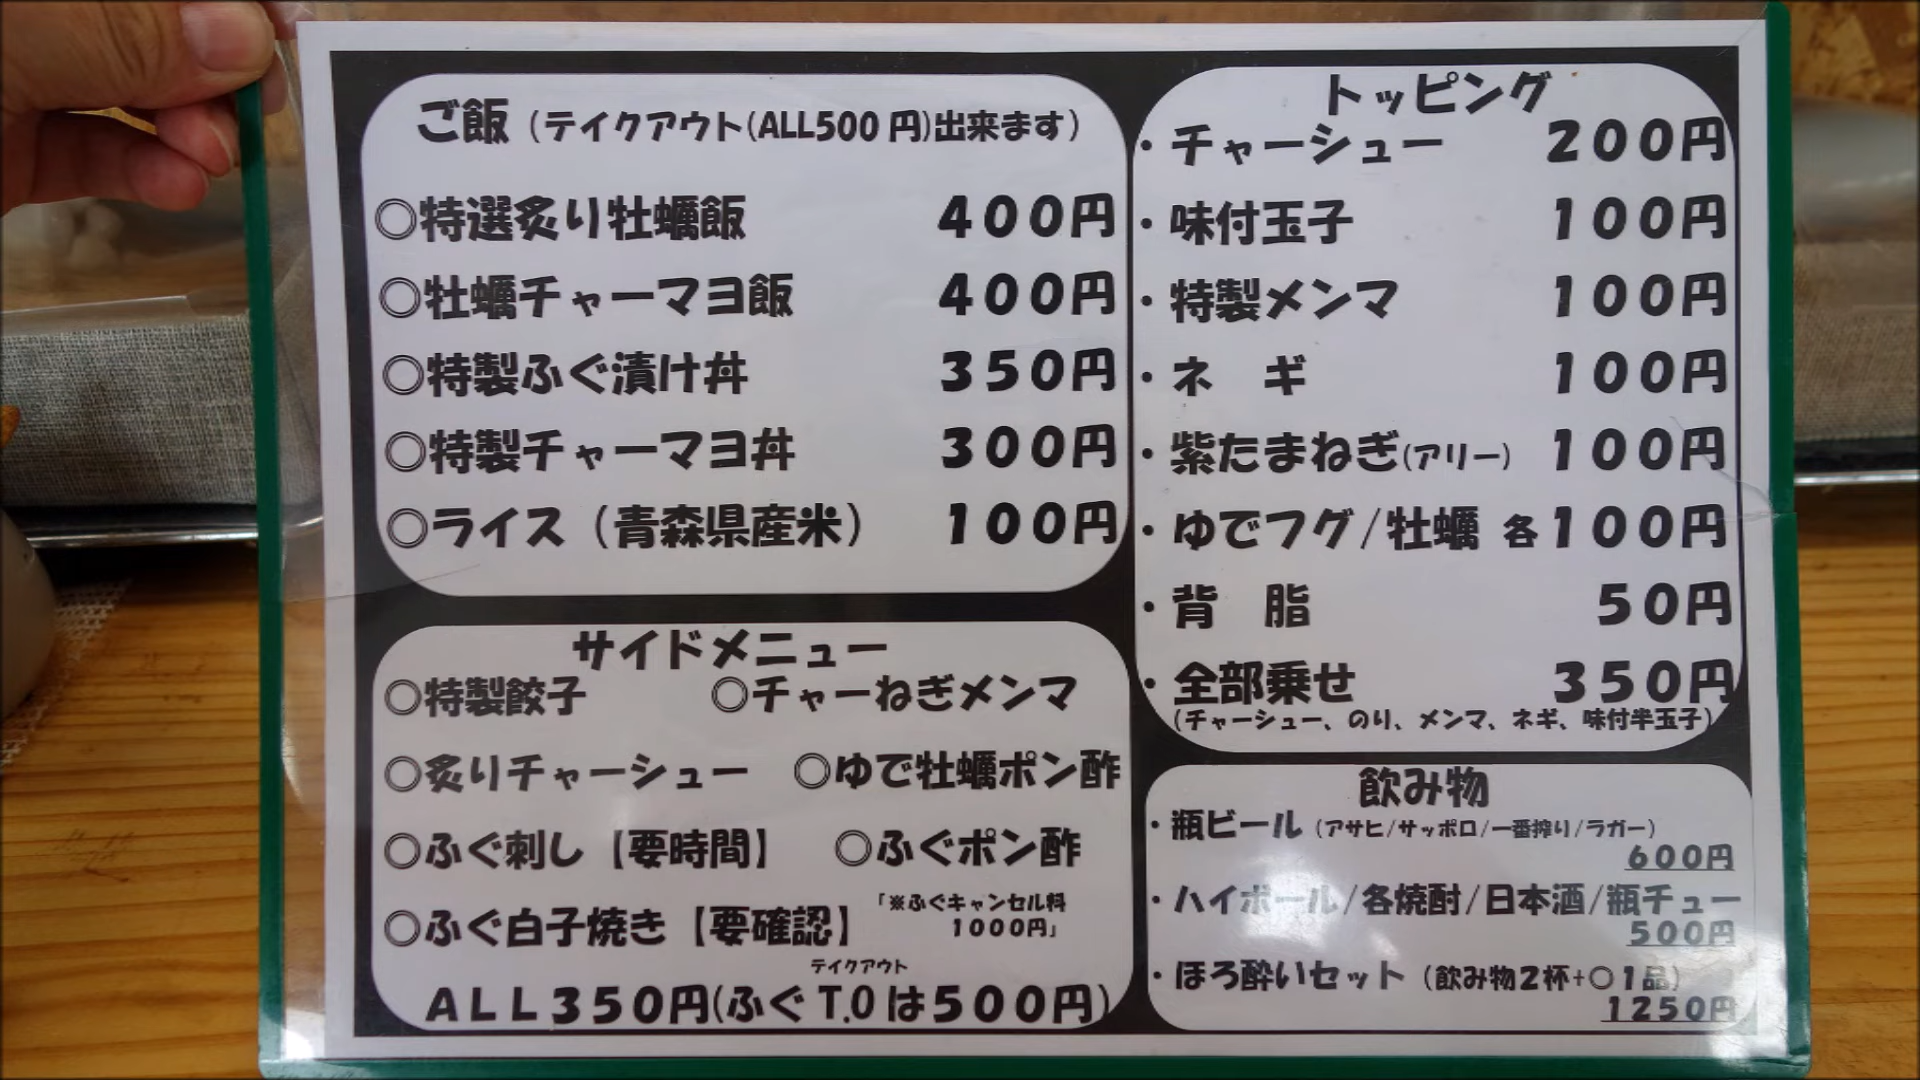 ご飯（テイクアウト(ALL500円)出来ます）
◎特選炙り牡蠣飯 400円
◎牡蠣チャーマヨ飯 400円
◎特製ふぐ漬け丼 350円
◎特製チャーマヨ丼 300円
◎ライス（青森県産米） 100円
サイドメニュー
◎特製餃子 ◎チャーねぎメンマ
◎炙りチャーシュー ◎ゆで牡蠣ポン酢
◎ふぐ刺し【要時間】 ◎ふぐポン酢
◎ふぐ白子焼き【要確認】 「※ふぐキャンセル料
1000円」
テイクアウト
ALL350円(ふぐT.Oは500円)
トッピング
・チャーシュー 200円
・味付玉子 100円
・特製メンマ 100円
・ネ ギ 100円
・紫たまねぎ(アリー) 100円
・ゆでフグ/牡蠣 各100円
・背 脂 50円
・全部乗せ 350円
（チャーシュー、のり、メンマ、ネギ、味付半玉子）
飲み物
・瓶ビール（アサヒ/サッポロ/一番搾り/ラガー）
600円
・ハイボール/各焼酎/日本酒/瓶チュー
500円
・ほろ酔いセット（飲み物2杯+○1品）
1250円